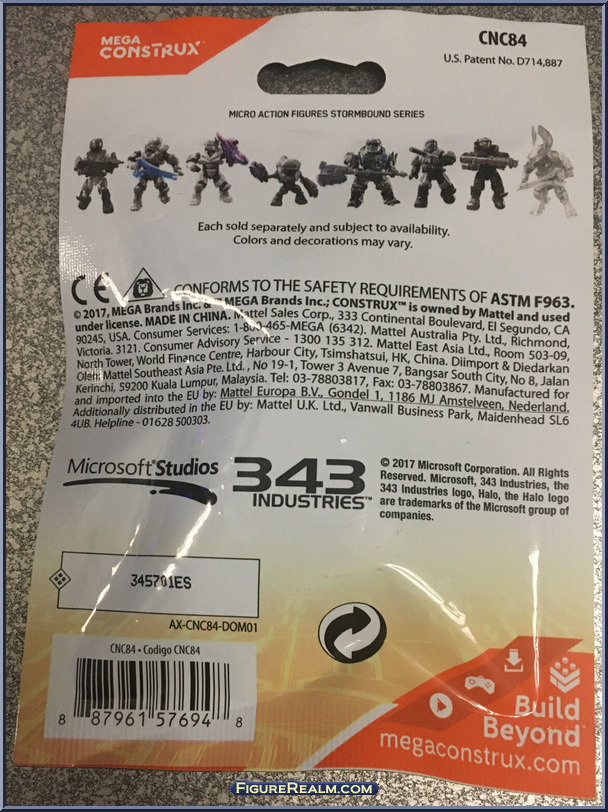 MEGA
CONSTRUX™
CNC84
U.S. Patent No. D714,887
MICRO ACTION FIGURES STORMBOUND SERIES
Each sold separately and subject to availability.
Colors and decorations may vary.
CE CONFORMS TO THE SAFETY REQUIREMENTS OF ASTM F963.
© 2017, MEGA Brands Inc. & ™ MEGA Brands Inc.; CONSTRUX™ is owned by Mattel and used
under license. MADE IN CHINA. Mattel Sales Corp., 333 Continental Boulevard, El Segundo, CA
90245, USA. Consumer Services: 1-800-465-MEGA (6342). Mattel Australia Pty. Ltd., Richmond,
Victoria. 3121. Consumer Advisory Service - 1300 135 312. Mattel East Asia Ltd., Room 503-09,
North Tower, World Finance Centre, Harbour City, Tsimshatsui, HK, China. Diimport & Diedarkan
Oleh: Mattel Southeast Asia Pte. Ltd., No 19-1, Tower 3 Avenue 7, Bangsar South City, No 8, Jalan
Kerinchi, 59200 Kuala Lumpur, Malaysia. Tel: 03-78803817, Fax: 03-78803867. Manufactured for
and imported into the EU by: Mattel Europa B.V., Gondel 1, 1186 MJ Amstelveen, Nederland.
Additionally distributed in the EU by: Mattel U.K. Ltd., Vanwall Business Park, Maidenhead SL6
4UB. Helpline - 01628 500303.
Microsoft Studios
343
INDUSTRIES™
© 2017 Microsoft Corporation. All Rights
Reserved. Microsoft, 343 Industries, the
343 Industries logo, Halo, the Halo logo
are trademarks of the Microsoft group of
companies.
345701ES
AX-CNC84-DOM01
CNC84 • Codigo CNC84
8 87961 57694 8
Build
Beyond™
megaconstrux.com
FigureRealm.com